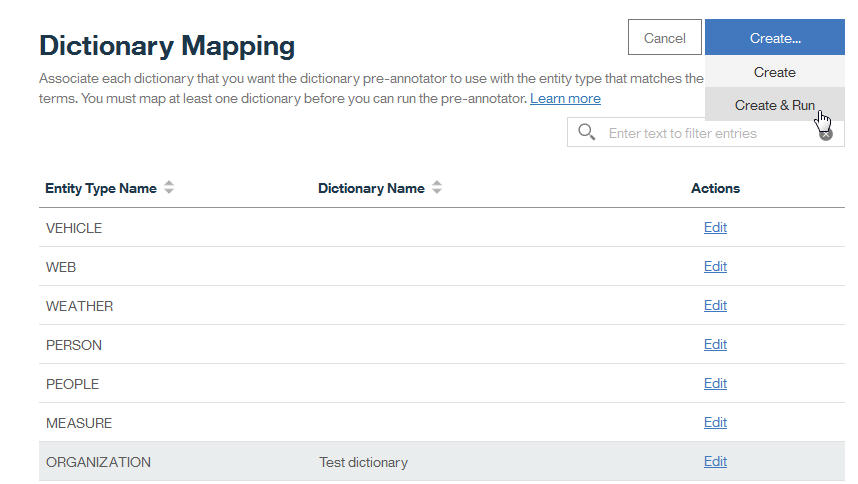 Dictionary Mapping
Cancel
Create...
Create
Create & Run
Associate each dictionary that you want the dictionary pre-annotator to use with the entity type that matches the
terms. You must map at least one dictionary before you can run the pre-annotator. Learn more
Enter text to filter entries
Entity Type Name Dictionary Name Actions
VEHICLE Edit
WEB Edit
WEATHER Edit
PERSON Edit
PEOPLE Edit
MEASURE Edit
ORGANIZATION Test dictionary Edit